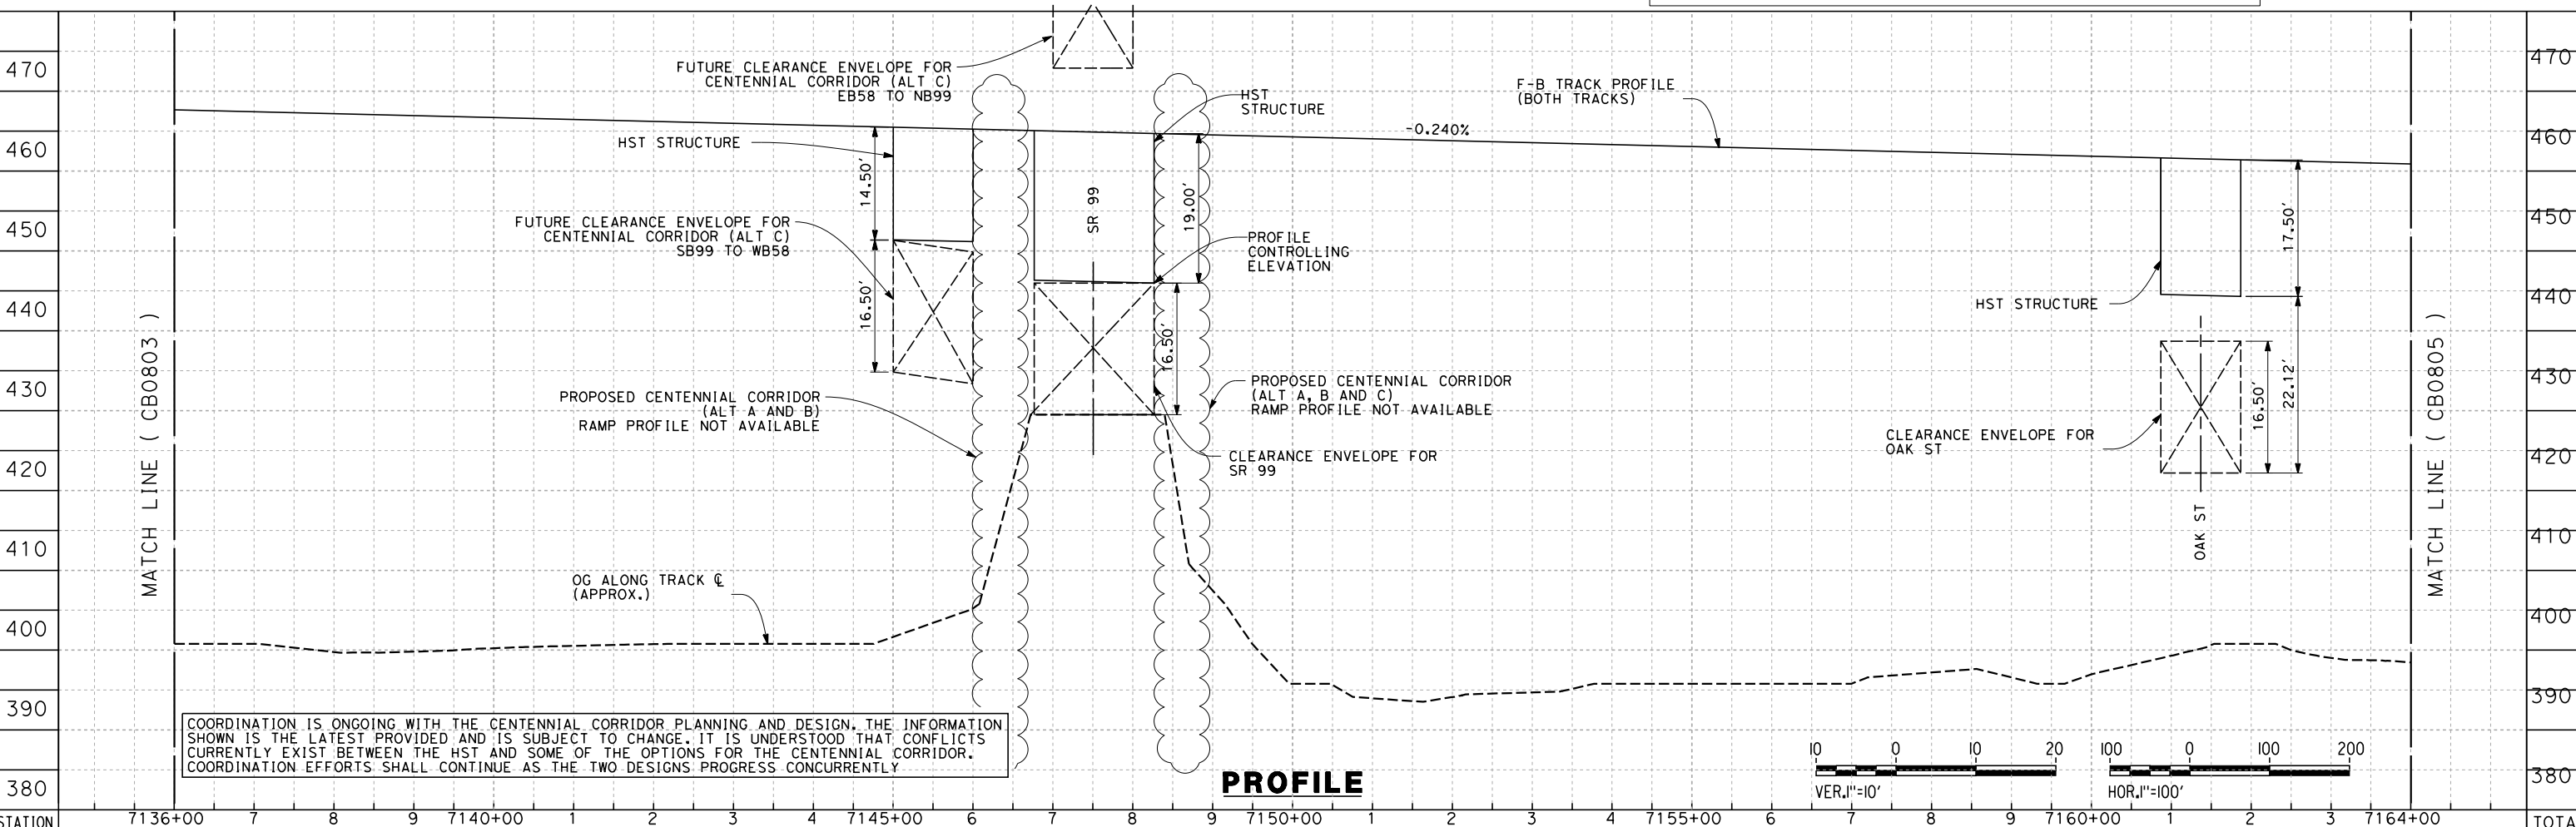 470
460
450
440
430
420
410
400
390
380
STATION
MATCH LINE ( CB0803 )
FUTURE CLEARANCE ENVELOPE FOR
CENTENNIAL CORRIDOR (ALT C)
EB58 TO NB99
HST STRUCTURE
14.50'
FUTURE CLEARANCE ENVELOPE FOR
CENTENNIAL CORRIDOR (ALT C)
SB99 TO WB58
16.50'
PROPOSED CENTENNIAL CORRIDOR
(ALT A AND B)
RAMP PROFILE NOT AVAILABLE
OG ALONG TRACK ℄
(APPROX.)
COORDINATION IS ONGOING WITH THE CENTENNIAL CORRIDOR PLANNING AND DESIGN. THE INFORMATION
SHOWN IS THE LATEST PROVIDED AND IS SUBJECT TO CHANGE. IT IS UNDERSTOOD THAT CONFLICTS
CURRENTLY EXIST BETWEEN THE HST AND SOME OF THE OPTIONS FOR THE CENTENNIAL CORRIDOR.
COORDINATION EFFORTS SHALL CONTINUE AS THE TWO DESIGNS PROGRESS CONCURRENTLY
SR 99
HST
STRUCTURE
19.00'
PROFILE
CONTROLLING
ELEVATION
16.50'
PROPOSED CENTENNIAL CORRIDOR
(ALT A, B AND C)
RAMP PROFILE NOT AVAILABLE
CLEARANCE ENVELOPE FOR
SR 99
-0.240%
F-B TRACK PROFILE
(BOTH TRACKS)
HST STRUCTURE
17.50'
CLEARANCE ENVELOPE FOR
OAK ST
16.50'
22.12'
OAK ST
MATCH LINE ( CB0805 )
470
460
450
440
430
420
410
400
390
380
PROFILE
10 0 10 20
VER.1"=10'
100 0 100 200
HOR.1"=100'
7136+00 7 8 9 7140+00 1 2 3 4 7145+00 6 7 8 9 7150+00 1 2 3 4 7155+00 6 7 8 9 7160+00 1 2 3 7164+00
TOTA